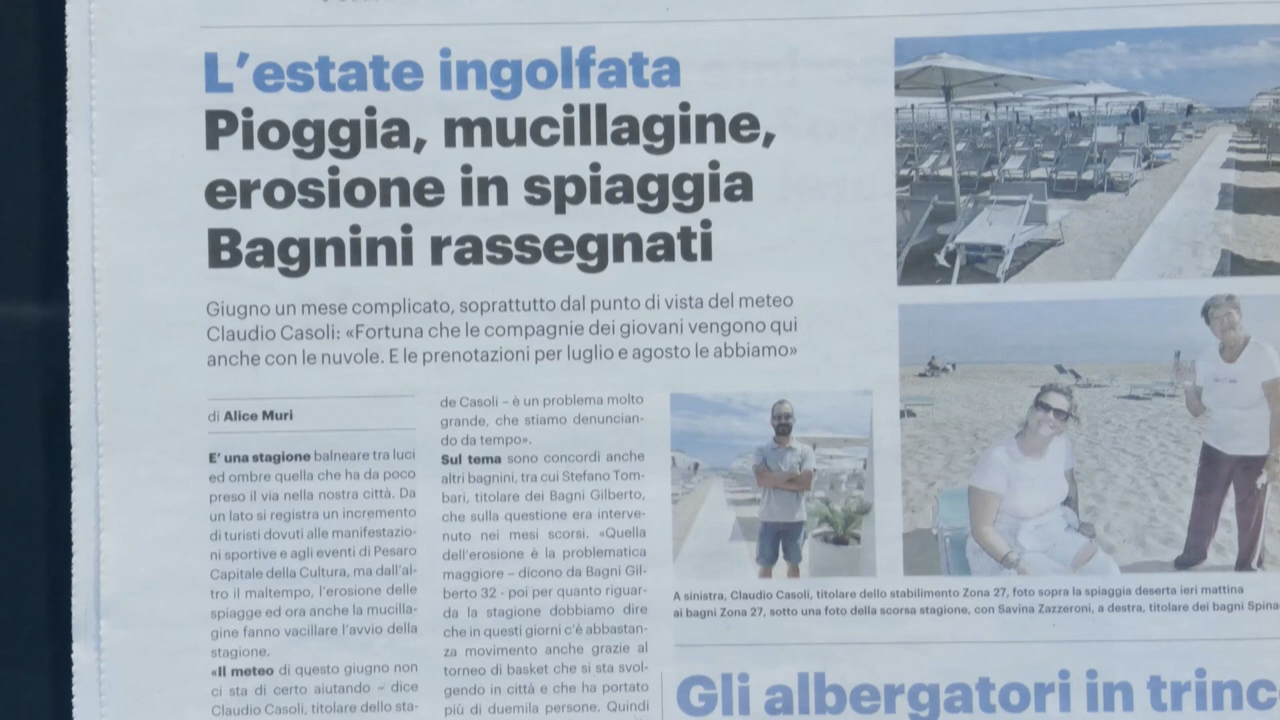 L'estate ingolfata
Pioggia, mucillagine,
erosione in spiaggia
Bagnini rassegnati
Giugno un mese complicato, soprattutto dal punto di vista del meteo
Claudio Casoli: «Fortuna che le compagnie dei giovani vengono qui
anche con le nuvole. E le prenotazioni per luglio e agosto le abbiamo»
di Alice Muri
E' una stagione balneare tra luci
ed ombre quella che ha da poco
preso il via nella nostra città. Da
un lato si registra un incremento
di turisti dovuti alle manifestazio-
ni sportive e agli eventi di Pesaro
Capitale della Cultura, ma dall'al-
tro il maltempo, l'erosione delle
spiagge ed ora anche la mucilla-
gine fanno vacillare l'avvio della
stagione.
«Il meteo di questo giugno non
ci sta di certo aiutando – dice
Claudio Casoli, titolare dello sta-
de Casoli – è un problema molto
grande, che stiamo denuncian-
do da tempo».
Sul tema sono concordi anche
altri bagnini, tra cui Stefano Tom-
bari, titolare dei Bagni Gilberto,
che sulla questione era interve-
nuto nei mesi scorsi. «Quella
dell'erosione è la problematica
maggiore – dicono da Bagni Gil-
berto 32 - poi per quanto riguar-
da la stagione dobbiamo dire
che in questi giorni c'è abbastan-
za movimento anche grazie al
torneo di basket che si sta svol-
gendo in città e che ha portato
più di duemila persone. Quindi
A sinistra, Claudio Casoli, titolare dello stabilimento Zona 27, foto sopra la spiaggia deserta ieri mattina
ai bagni Zona 27, sotto una foto della scorsa stagione, con Savina Zazzeroni, a destra, titolare dei bagni Spina
Gli albergatori in trinc